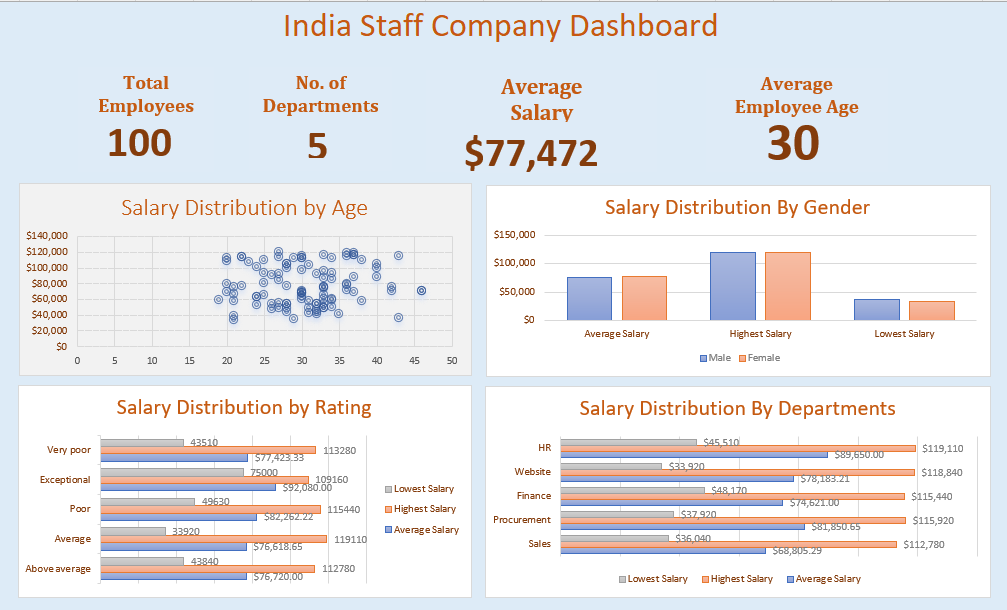 India Staff Company Dashboard
Total
Employees
100
No. of
Departments
5
Average
Salary
$77,472
Average
Employee Age
30
Salary Distribution by Age
$140,000
$120,000
$100,000
$80,000
$60,000
$40,000
$20,000
$0
0 5 10 15 20 25 30 35 40 45 50
Salary Distribution By Gender
$150,000
$100,000
$50,000
$0
Average Salary Highest Salary Lowest Salary
Male Female
Salary Distribution by Rating
Very poor
43510
113280
$77,423.33
Exceptional
75000
109160
$92,080.00
Poor
49630
115440
$82,262.22
Average
33920
119110
$76,618.65
Above average
43840
112780
$76,720.00
Lowest Salary
Highest Salary
Average Salary
Salary Distribution By Departments
HR
$45,510
$119,110
$89,650.00
Website
$33,920
$118,840
$78,183.21
Finance
$48,170
$115,440
$74,621.00
Procurement
$37,920
$115,920
$81,850.65
Sales
$36,040
$112,780
$68,805.29
Lowest Salary Highest Salary Average Salary